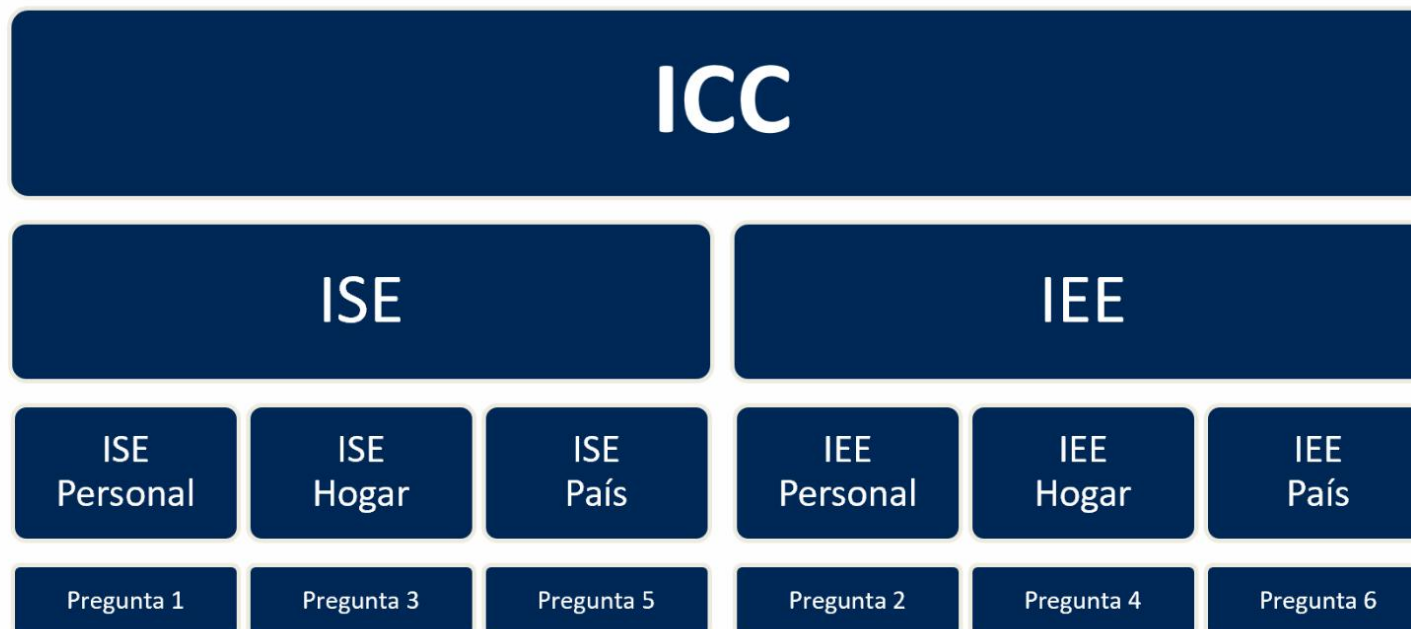 ICC
ISE
IEE
ISE
Personal
ISE
Hogar
ISE
País
IEE
Personal
IEE
Hogar
IEE
País
Pregunta 1
Pregunta 3
Pregunta 5
Pregunta 2
Pregunta 4
Pregunta 6